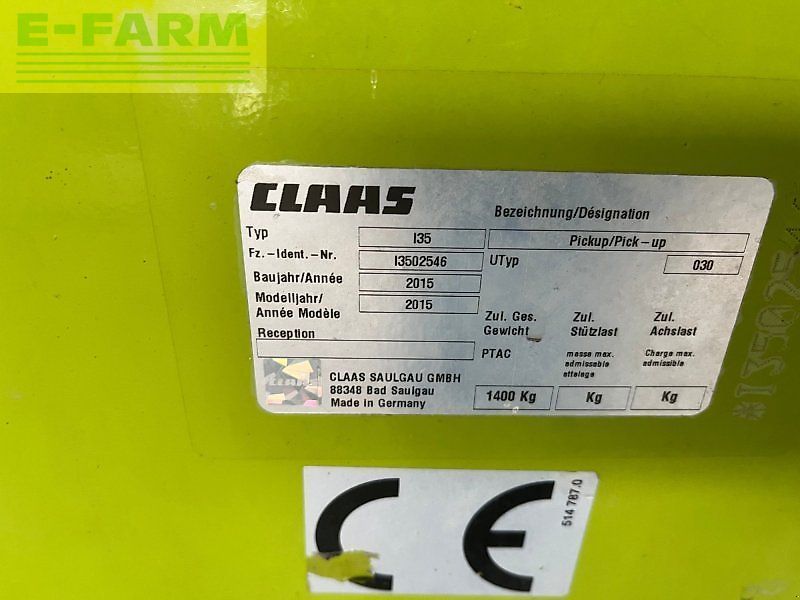 E-FARM
CLAAS
Bezeichnung/Désignation
Typ I35 Pickup/Pick-up
Fz.-Ident.-Nr. I3502546 UTyp 030
Baujahr/Année 2015
Modelljahr/
Année Modèle 2015
Zul. Ges.
Gewicht
Zul.
Stützlast
Zul.
Achslast
Reception
PTAC
masse max.
admissible
attelage
Charge max.
admissible
CLAAS
CLAAS SAULGAU GMBH
88348 Bad Saulgau
Made in Germany
1400 Kg Kg Kg
CE
514 787.0